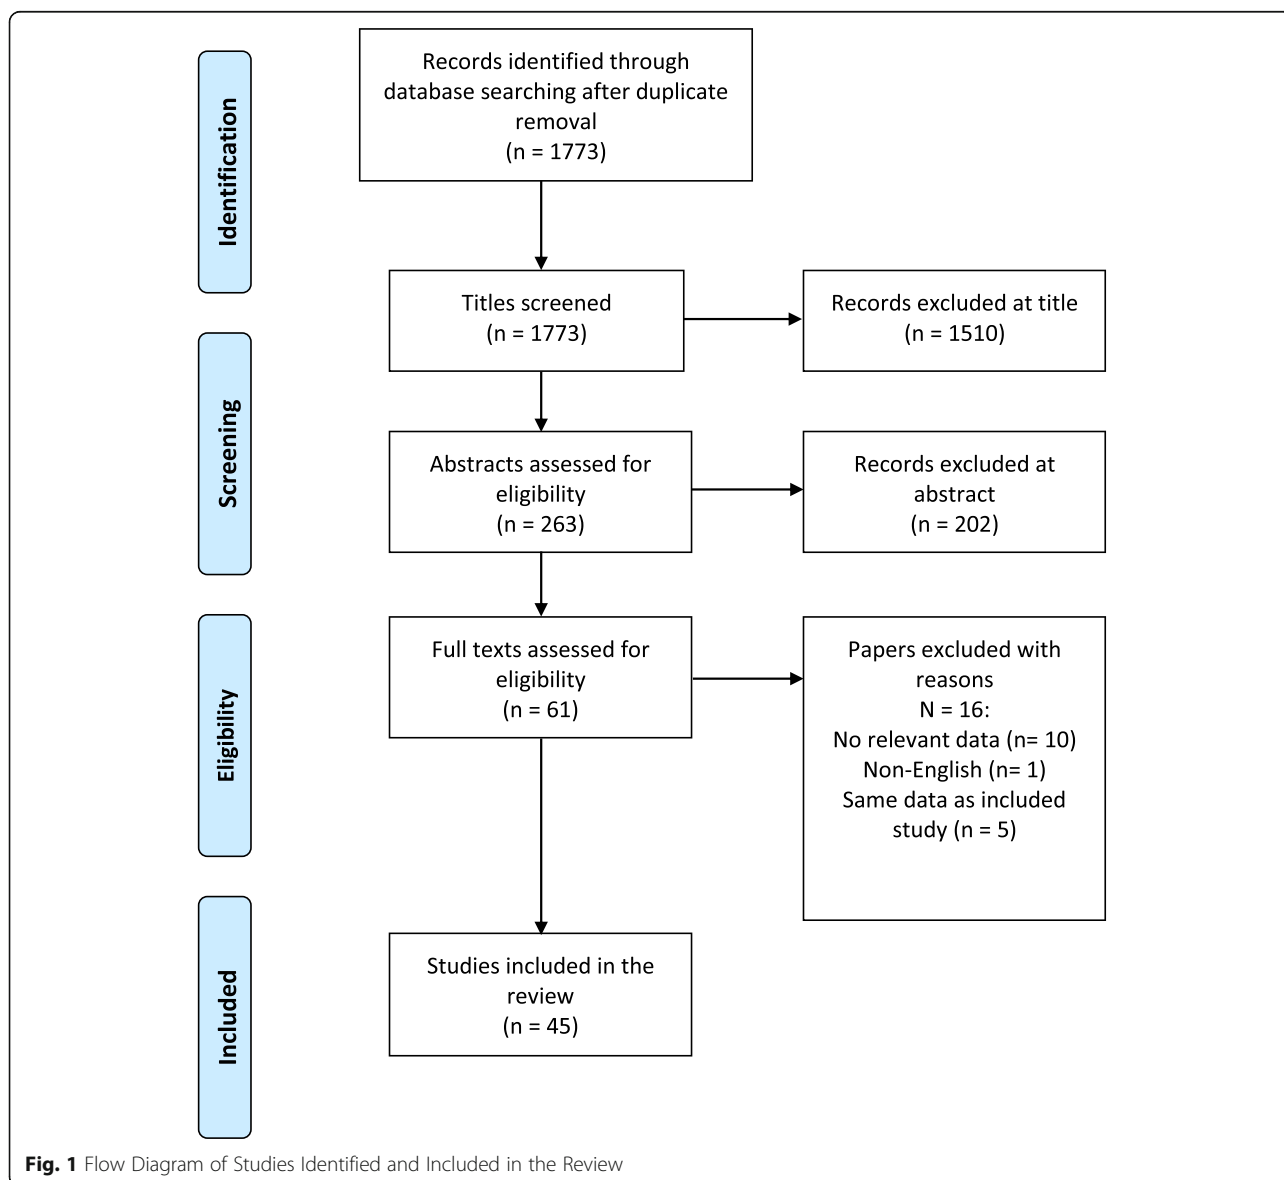 Identification
Records identified through
database searching after duplicate
removal
(n = 1773)
Titles screened
(n = 1773)
Records excluded at title
(n = 1510)
Screening
Abstracts assessed for
eligibility
(n = 263)
Records excluded at
abstract
(n = 202)
Eligibility
Full texts assessed for
eligibility
(n = 61)
Papers excluded with
reasons
N = 16:
No relevant data (n= 10)
Non-English (n= 1)
Same data as included
study (n = 5)
Included
Studies included in the
review
(n = 45)
Fig. 1 Flow Diagram of Studies Identified and Included in the Review